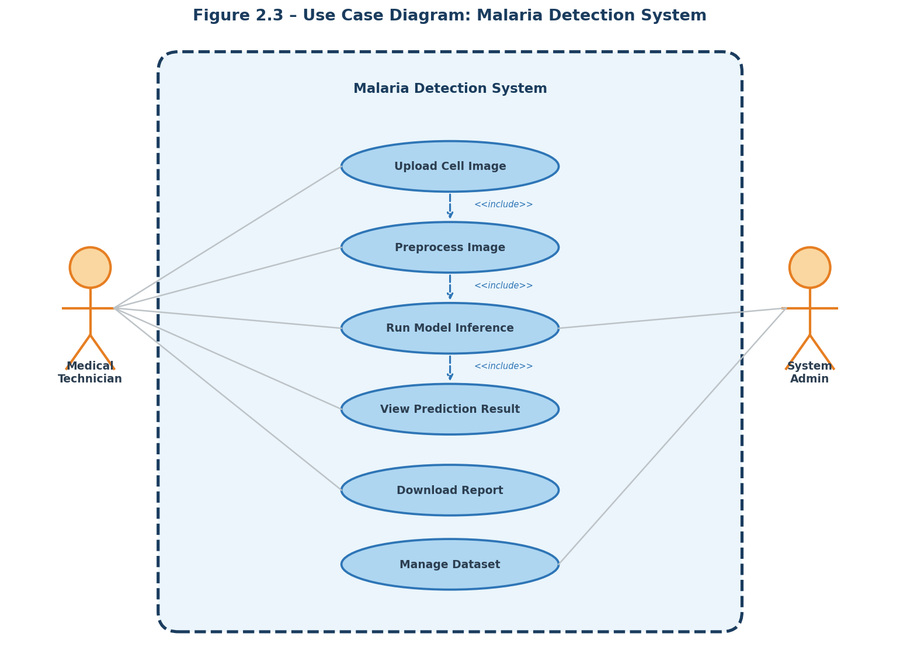 Figure 2.3 – Use Case Diagram: Malaria Detection System
Malaria Detection System
Upload Cell Image
<<include>>
Preprocess Image
<<include>>
Run Model Inference
<<include>>
View Prediction Result
Download Report
Manage Dataset
Medical
Technician
System
Admin